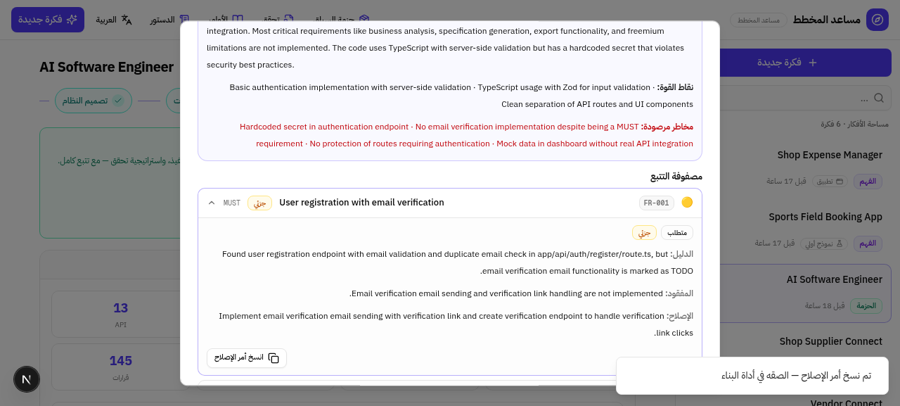 مساعد المخطط
مساعد المخطط
الدستور
العربية
فكرة جديدة
فكرة جديدة
مساحة الأفكار · 6 فكرة
Shop Expense Manager
الفهم
تطبيق
قبل 17 ساعة
Sports Field Booking App
الفهم
نموذج أولي
قبل 17 ساعة
AI Software Engineer
الحزمة
قبل 18 ساعة
Shop Supplier Connect
Vendor Connect
AI Software Engineer
تصميم النظام
13
API
145
قرارات
integration. Most critical requirements like business analysis, specification generation, export functionality, and freemium
limitations are not implemented. The code uses TypeScript with server-side validation but has a hardcoded secret that violates
security best practices.
نقاط القوة: Basic authentication implementation with server-side validation · TypeScript usage with Zod for input validation ·
Clean separation of API routes and UI components
مخاطر مرصودة: Hardcoded secret in authentication endpoint · No email verification implementation despite being a MUST
requirement · No protection of routes requiring authentication · Mock data in dashboard without real API integration
مصفوفة التتبع
FR-001
User registration with email verification
جزئي
MUST
متطلب
جزئي
الدليل: Found user registration endpoint with email validation and duplicate email check in app/api/auth/register/route.ts, but
email verification email functionality is marked as TODO.
المفقود: Email verification email sending and verification link handling are not implemented.
الإصلاح: Implement email verification email sending with verification link and create verification endpoint to handle verification
link clicks.
انسخ أمر الإصلاح
تم نسخ أمر الإصلاح — الصقه في أداة البناء
N